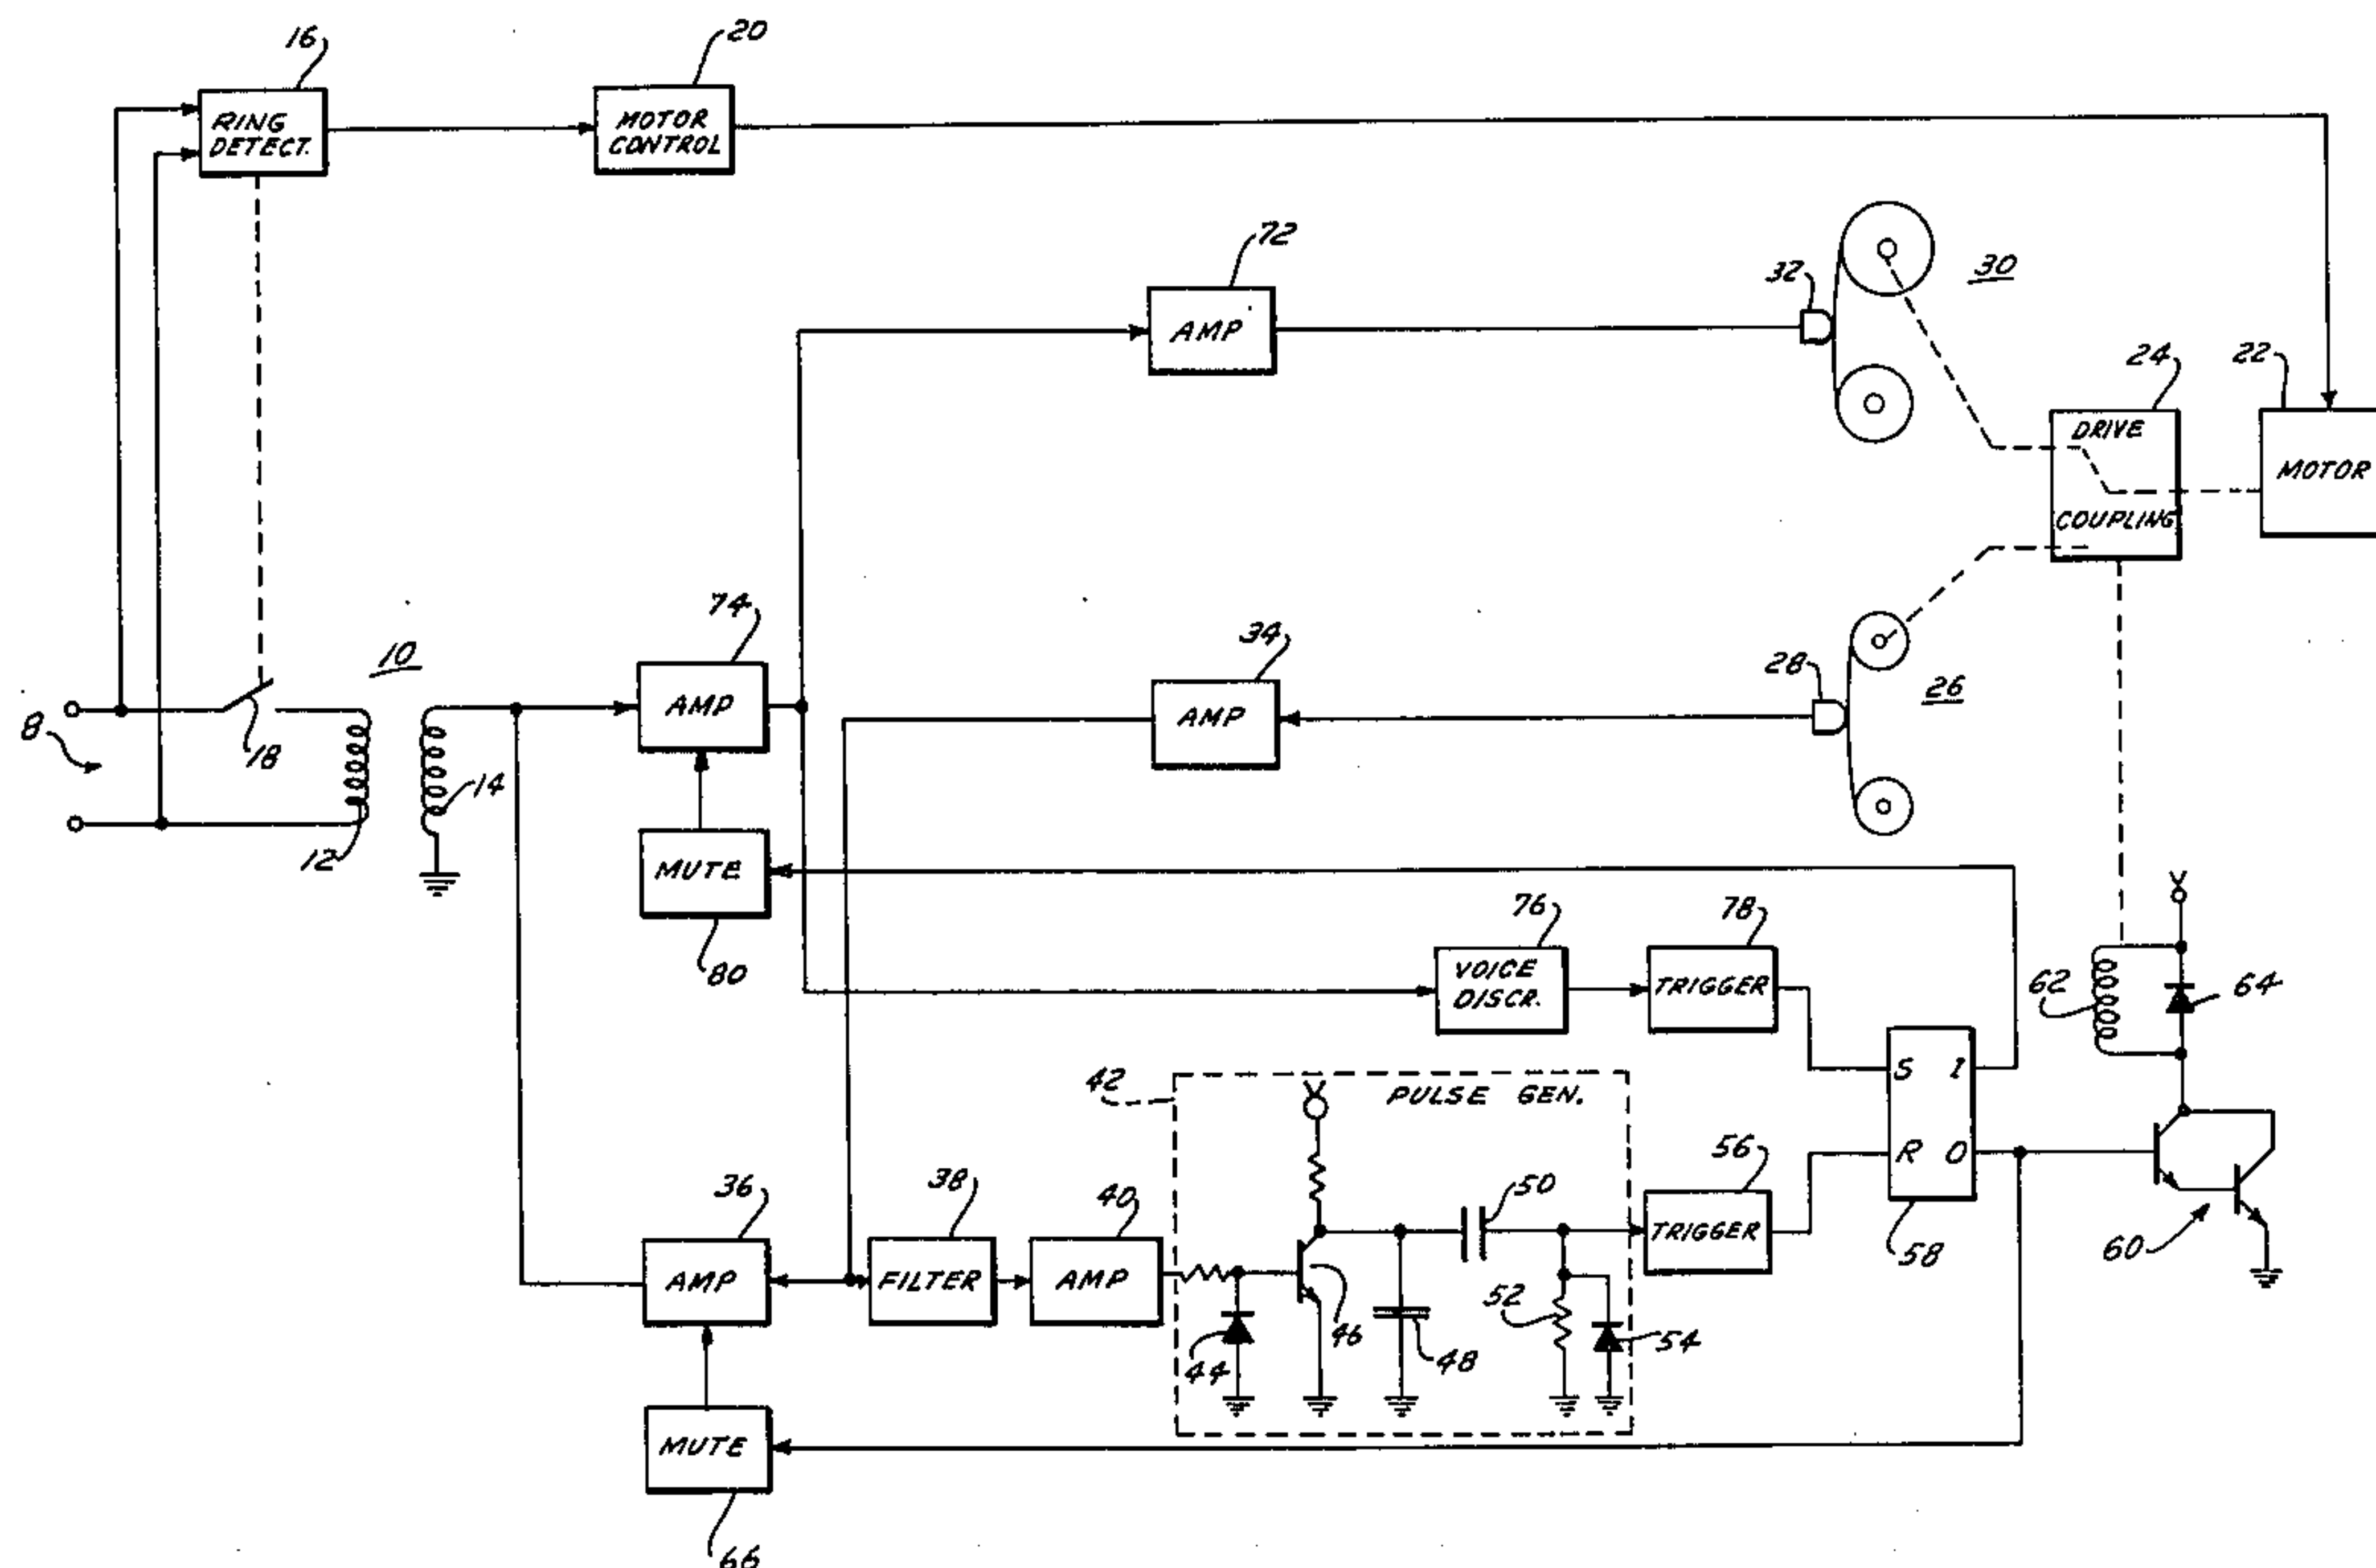 16
20
RING
DETECT.
MOTOR
CONTROL
72
32
30
AMP
24
22
DRIVE
COUPLING
MOTOR
74
34
10
28
26
AMP
AMP
8
18
14
12
MUTE
80
76
78
V
VOICE
DISCR.
TRIGGER
62
64
42
V
PULSE GEN.
S
I
36
38
40
50
56
R
O
60
58
AMP
FILTER
AMP
TRIGGER
52
46
44
48
54
MUTE
66